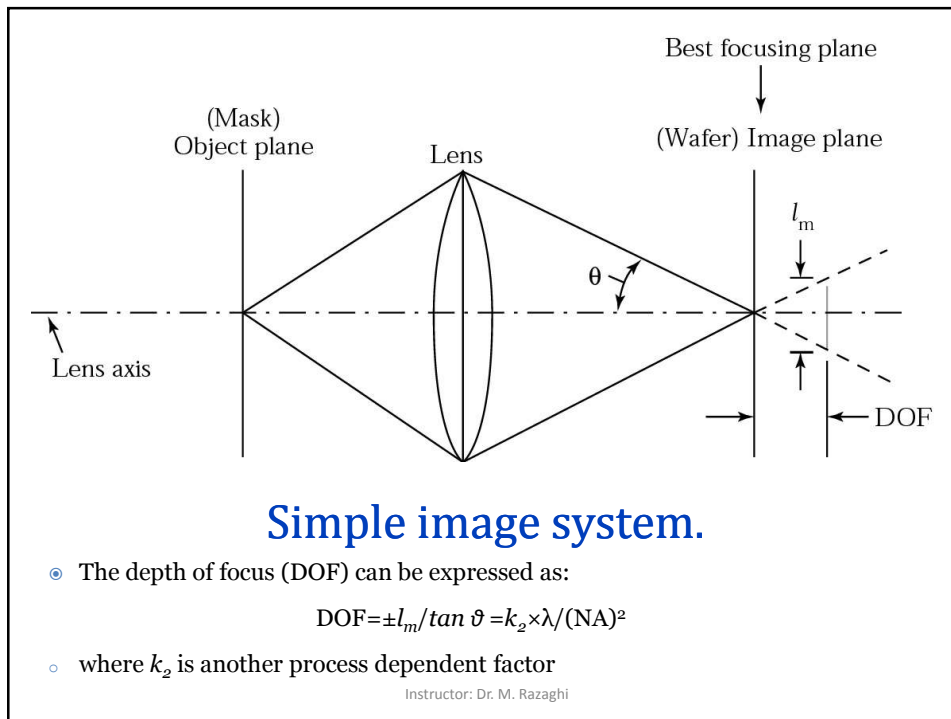 Best focusing plane
(Mask)
Object plane
(Wafer) Image plane
Lens
l_m
θ
Lens axis
DOF
Simple image system.
The depth of focus (DOF) can be expressed as:
DOF=±l_m/tan ϑ =k₂×λ/(NA)²
where k₂ is another process dependent factor
Instructor: Dr. M. Razaghi